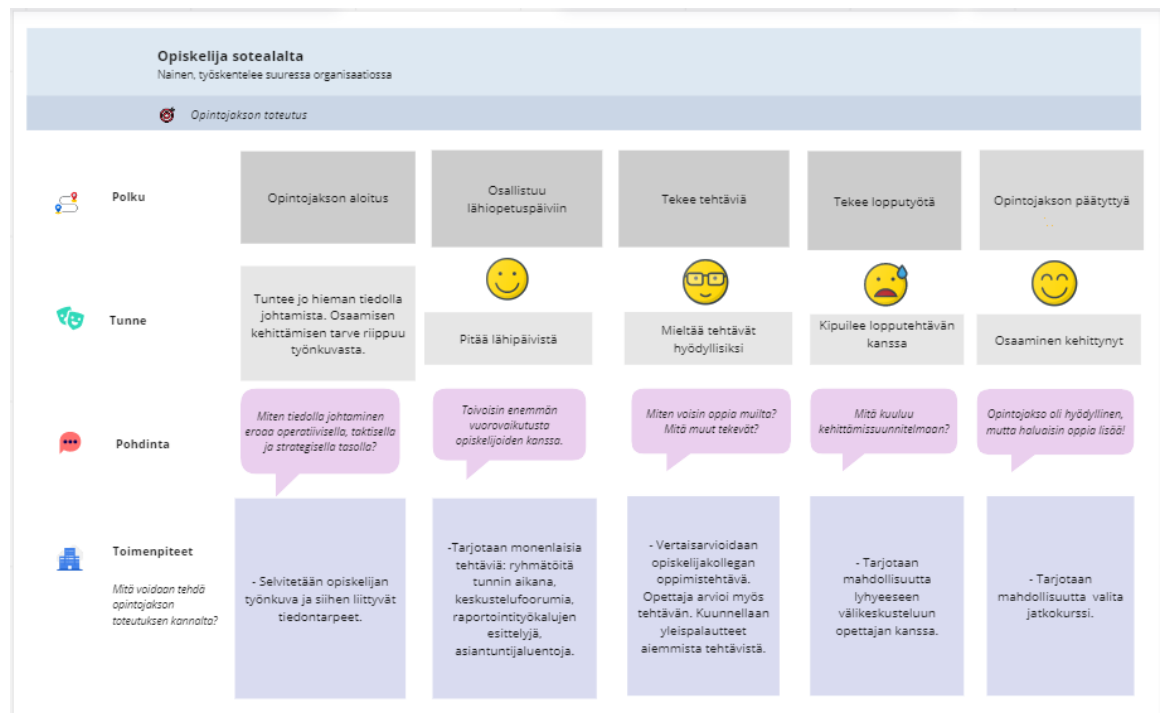 Opiskelija sotealalta
Nainen, työskentelee suuressa organisaatiossa
Opintojakson toteutus
Polku
Opintojakson aloitus
Osallistuu
lähiopetuspäiviin
Tekee tehtäviä
Tekee lopputyötä
Opintojakson päätyttyä
Tunne
Tuntee jo hieman tiedolla
johtamista. Osaamisen
kehittämisen tarve riippuu
työnkuvasta.
Pitää lähipäivistä
Mieltää tehtävät
hyödyllisiksi
Kipuilee lopputehtävän
kanssa
Osaaminen kehittynyt
Pohdinta
Miten tiedolla johtaminen
eroaa operatiivisella, taktisella
ja strategisella tasolla?
Toivoisin enemmän
vuorovaikutusta
opiskelijoiden kanssa.
Miten voisin oppia muilta?
Mitä muut tekevät?
Mitä kuuluu
kehittämissuunnitelmaan?
Opintojakso oli hyödyllinen,
mutta haluaisin oppia lisää!
Toimenpiteet
Mitä voidaan tehdä
opintojakson
toteutuksen kannalta?
- Selvitetään opiskelijan
työnkuva ja siihen liittyvät
tiedontarpeet.
-Tarjotaan monenlaisia
tehtäviä: ryhmätöitä
tunnin aikana,
keskustelufoorumia,
raportointityökalujen
esittelyjä,
asiantuntijaluentoja.
- Vertaisarvioidaan
opiskelijakollegan
oppimistehtävä.
Opettaja arvioi myös
tehtävän. Kuunnellaan
yleispalautteet
aiemmista tehtävistä.
- Tarjotaan
mahdollisuutta
lyhyeeseen
välikeskusteluun
opettajan kanssa.
- Tarjotaan
mahdollisuutta valita
jatkokurssi.